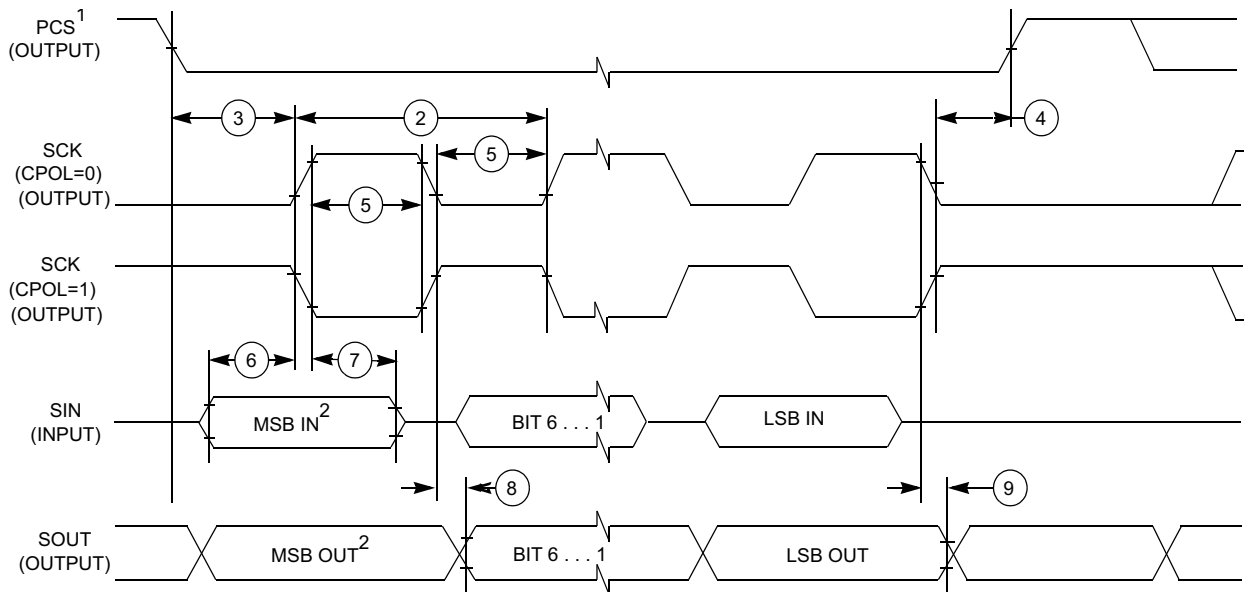 PCS1
(OUTPUT)
3
2
4
SCK
(CPOL=0)
(OUTPUT)
5
5
SCK
(CPOL=1)
(OUTPUT)
6
7
SIN
(INPUT)
MSB IN2
BIT 6 . . . 1
LSB IN
8
9
SOUT
(OUTPUT)
MSB OUT2
BIT 6 . . . 1
LSB OUT